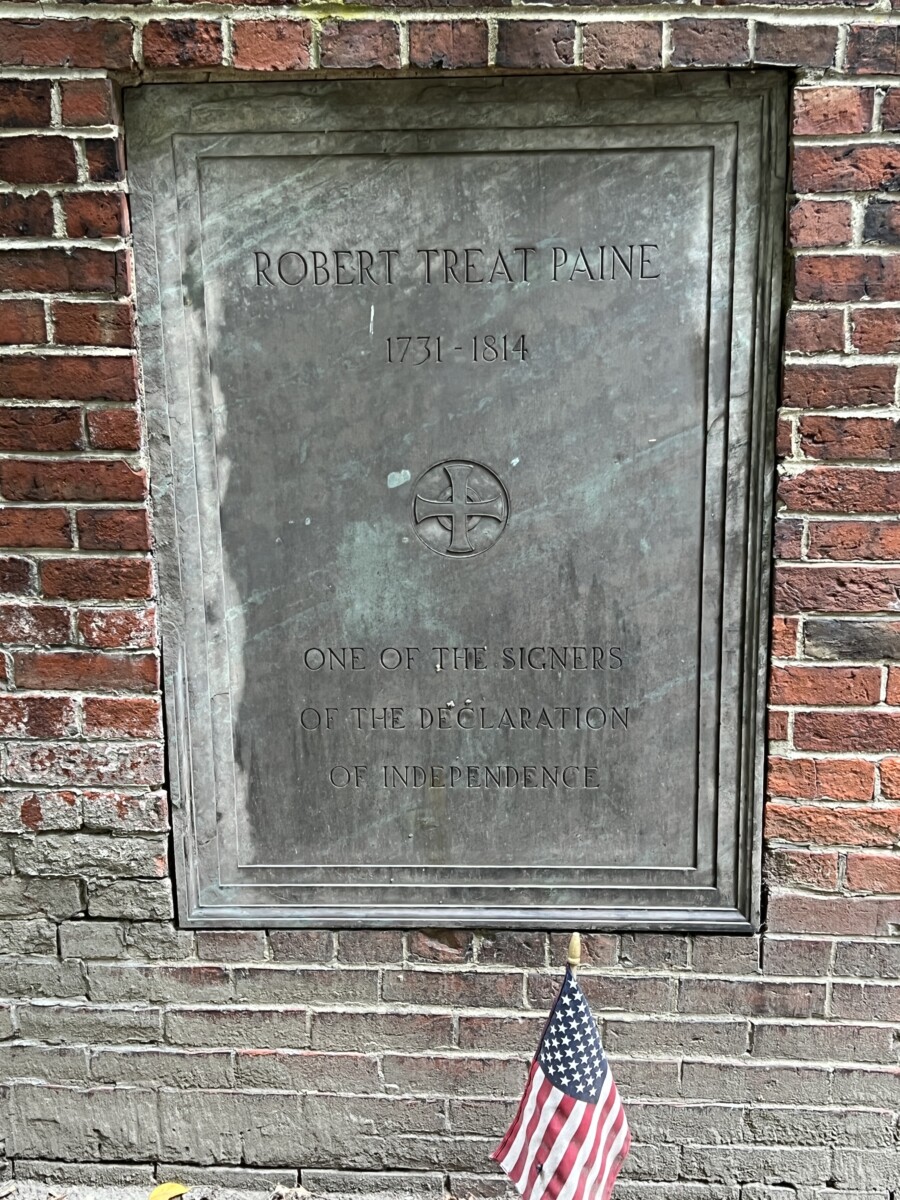 ROBERT TREAT PAINE
1731 - 1814
ONE OF THE SIGNERS
OF THE DECLARATION
OF INDEPENDENCE